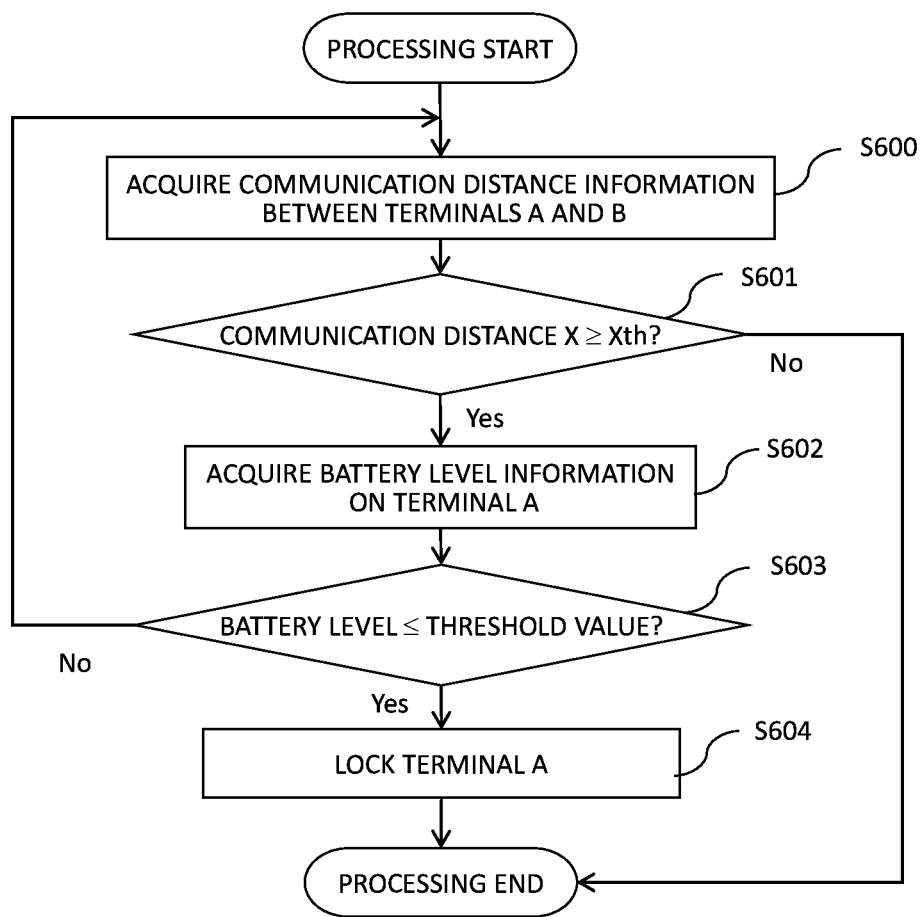 PROCESSING START
S600
ACQUIRE COMMUNICATION DISTANCE INFORMATION
BETWEEN TERMINALS A AND B
S601
COMMUNICATION DISTANCE X ≥ Xth?
No
Yes
S602
ACQUIRE BATTERY LEVEL INFORMATION
ON TERMINAL A
S603
BATTERY LEVEL ≤ THRESHOLD VALUE?
No
Yes
S604
LOCK TERMINAL A
PROCESSING END